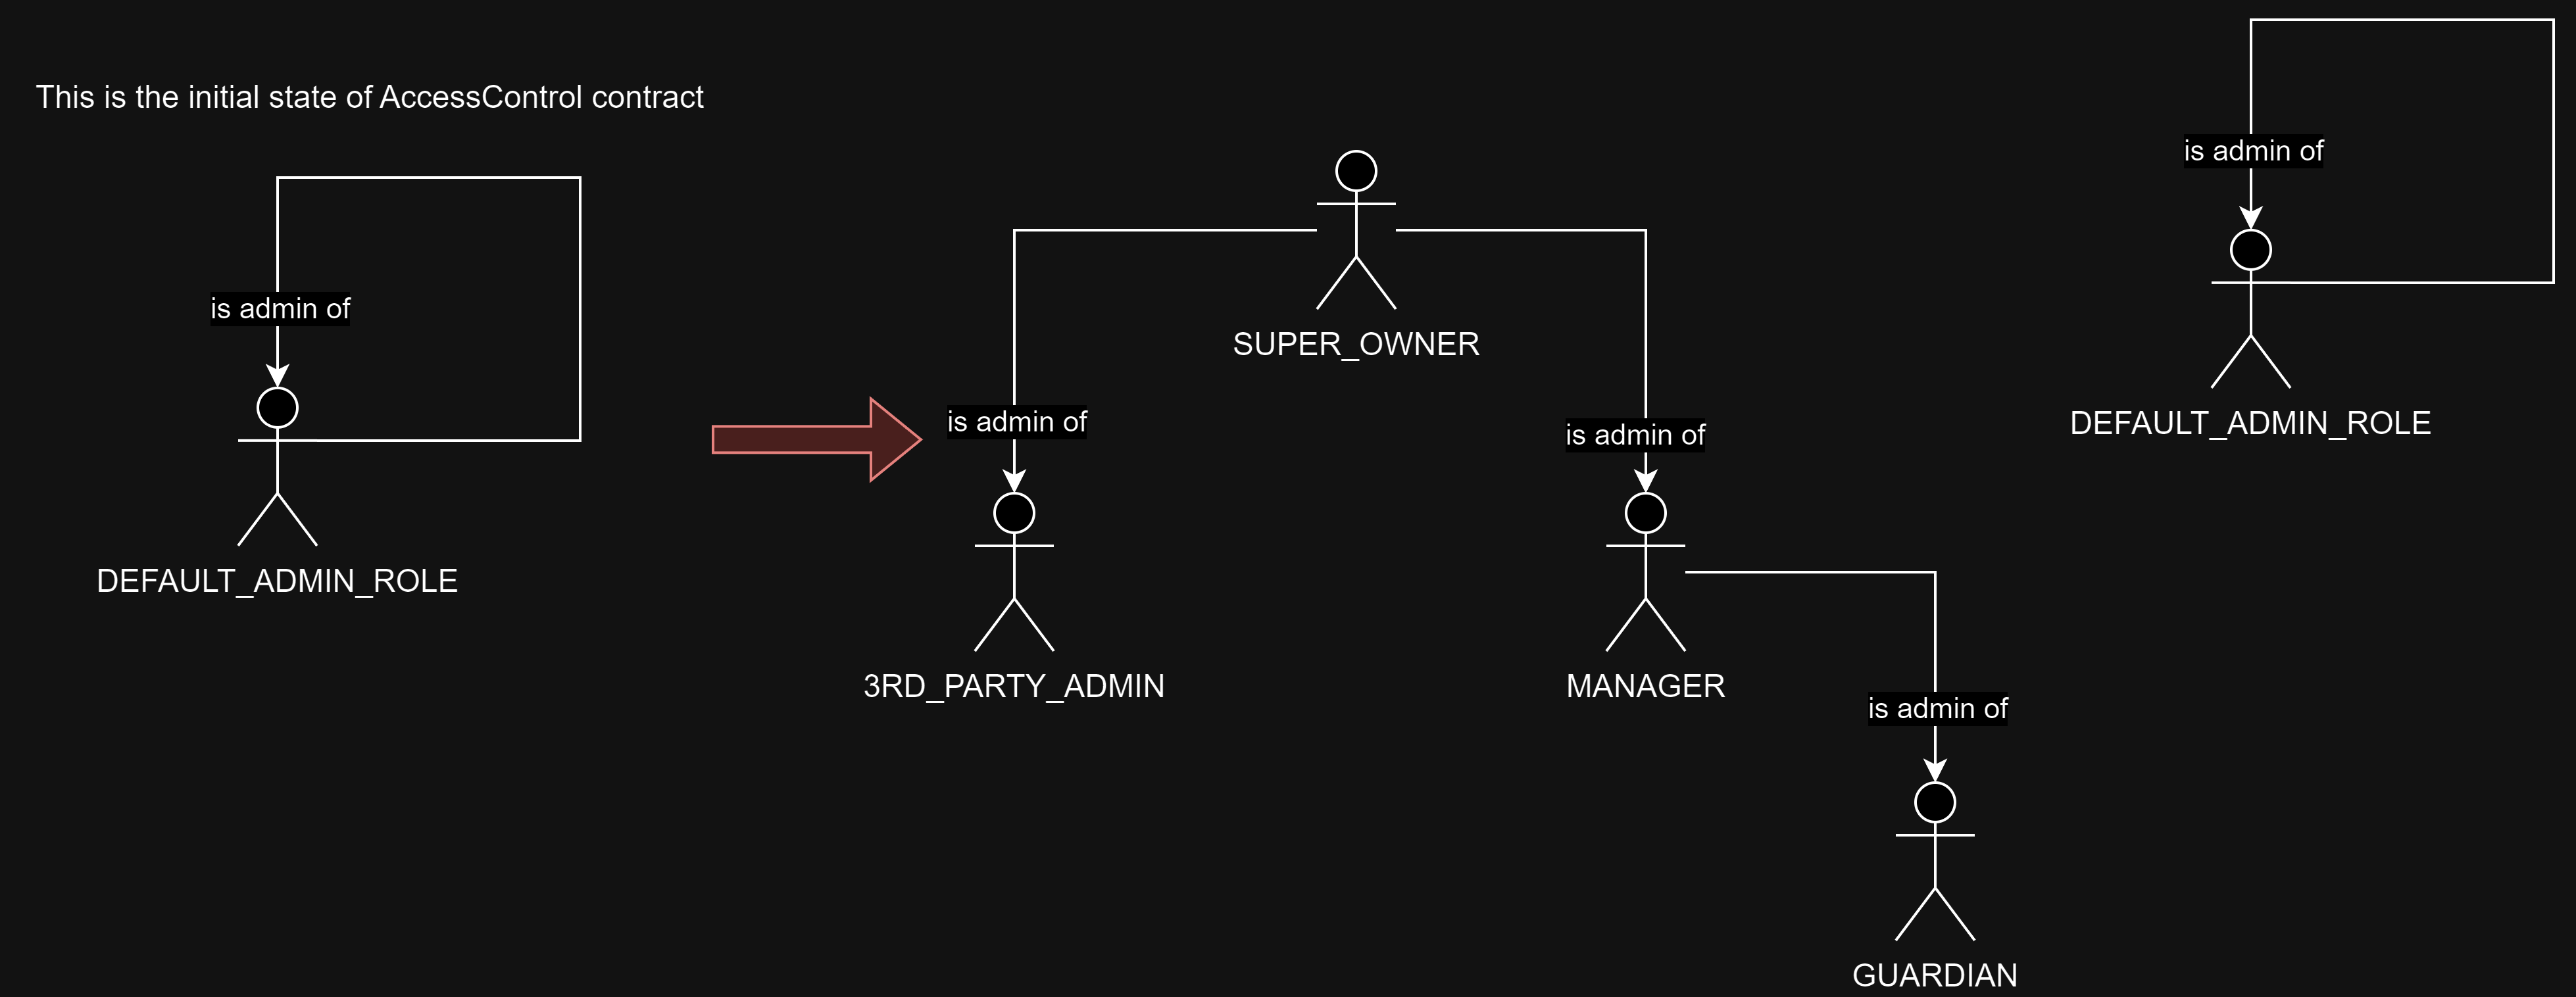 This is the initial state of AccessControl contract
is admin of
DEFAULT_ADMIN_ROLE
SUPER_OWNER
is admin of
3RD_PARTY_ADMIN
is admin of
MANAGER
is admin of
GUARDIAN
is admin of
DEFAULT_ADMIN_ROLE